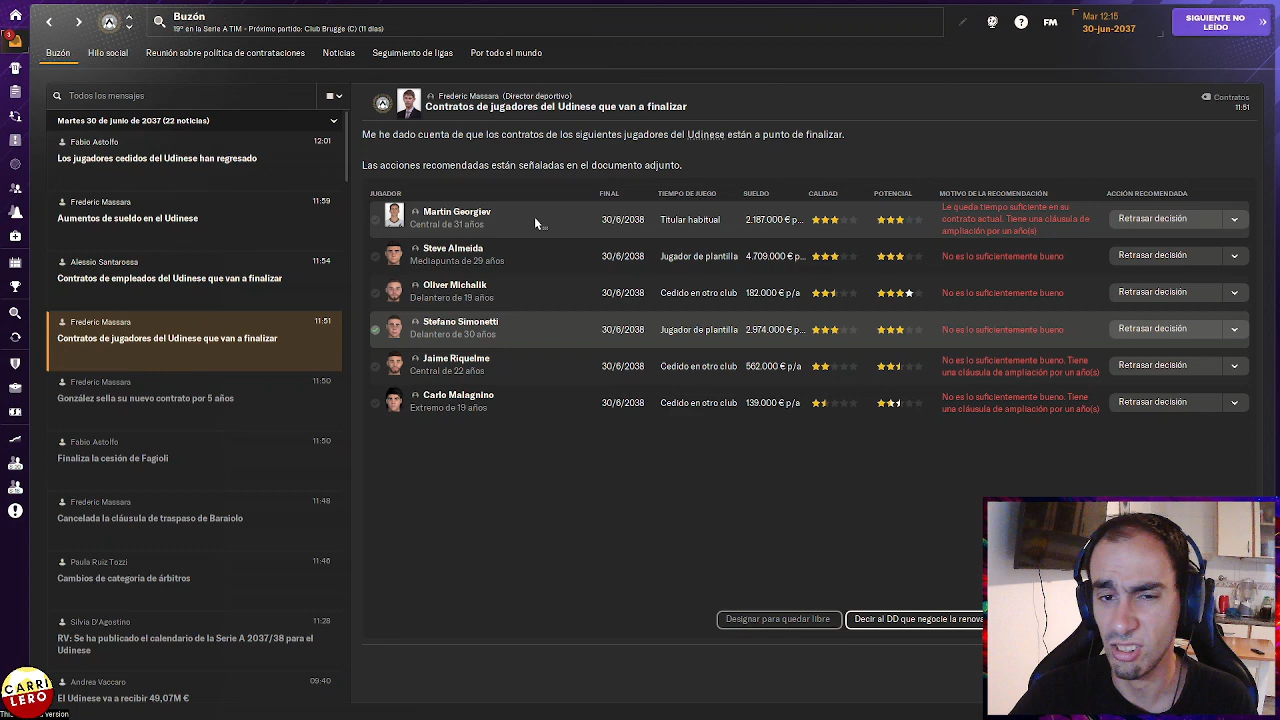 Buzón
19º en la Serie A TIM - Próximo partido: Club Brugge (C) (11 días)
FM
Mar 12:15
30-jun-2037
SIGUIENTE NO LEÍDO
Buzón
Hilo social
Reunión sobre política de contrataciones
Noticias
Seguimiento de ligas
Por todo el mundo
Todos los mensajes
Martes 30 de junio de 2037 (22 noticias)
Fabio Astolfo 12:01
Los jugadores cedidos del Udinese han regresado
Frederic Massara 11:59
Aumentos de sueldo en el Udinese
Alessio Santarossa 11:54
Contratos de empleados del Udinese que van a finalizar
Frederic Massara 11:51
Contratos de jugadores del Udinese que van a finalizar
Frederic Massara 11:50
González sella su nuevo contrato por 5 años
Fabio Astolfo 11:50
Finaliza la cesión de Fagioli
Frederic Massara 11:48
Cancelada la cláusula de traspaso de Baraiolo
Paula Ruiz Tozzi 11:46
Cambios de categoría de árbitros
Silvia D'Agostino 11:28
RV: Se ha publicado el calendario de la Serie A 2037/38 para el
Udinese
Andrea Vaccaro 09:40
El Udinese va a recibir 49,07M €
Frederic Massara (Director deportivo)
Contratos de jugadores del Udinese que van a finalizar
Contratos
11:51
Me he dado cuenta de que los contratos de los siguientes jugadores del Udinese están a punto de finalizar.
Las acciones recomendadas están señaladas en el documento adjunto.
JUGADOR FINAL TIEMPO DE JUEGO SUELDO CALIDAD POTENCIAL MOTIVO DE LA RECOMENDACIÓN ACCIÓN RECOMENDADA
Martin Georgiev
Central de 31 años
30/6/2038 Titular habitual 2.187.000 € p...
Le queda tiempo suficiente en su
contrato actual. Tiene una cláusula de
ampliación por un año(s)
Retrasar decisión
Steve Almeida
Mediapunta de 29 años
30/6/2038 Jugador de plantilla 4.709.000 € p... No es lo suficientemente bueno Retrasar decisión
Oliver Michalik
Delantero de 19 años
30/6/2038 Cedido en otro club 182.000 € p/a No es lo suficientemente bueno Retrasar decisión
Stefano Simonetti
Delantero de 30 años
30/6/2038 Jugador de plantilla 2.974.000 € p/a No es lo suficientemente bueno Retrasar decisión
Jaime Riquelme
Central de 22 años
30/6/2038 Cedido en otro club 562.000 € p/a
No es lo suficientemente bueno. Tiene
una cláusula de ampliación por un año(s)
Retrasar decisión
Carlo Malagnino
Extremo de 19 años
30/6/2038 Cedido en otro club 139.000 € p/a
No es lo suficientemente bueno. Tiene
una cláusula de ampliación por un año(s)
Retrasar decisión
Designar para quedar libre
Decir al DD que negocie la renova
CARRI
LERO
version